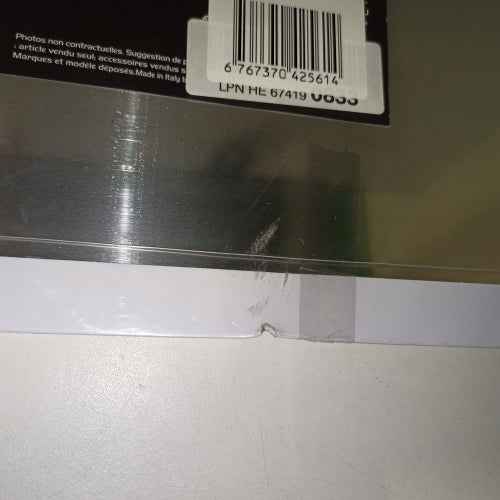 Photos non contractuelles. Suggestion de
: article vendu seul, accessoires vendus
Marques et modèle déposés.Made in Italy
6 767370 425614
LPN HE 67419 0833